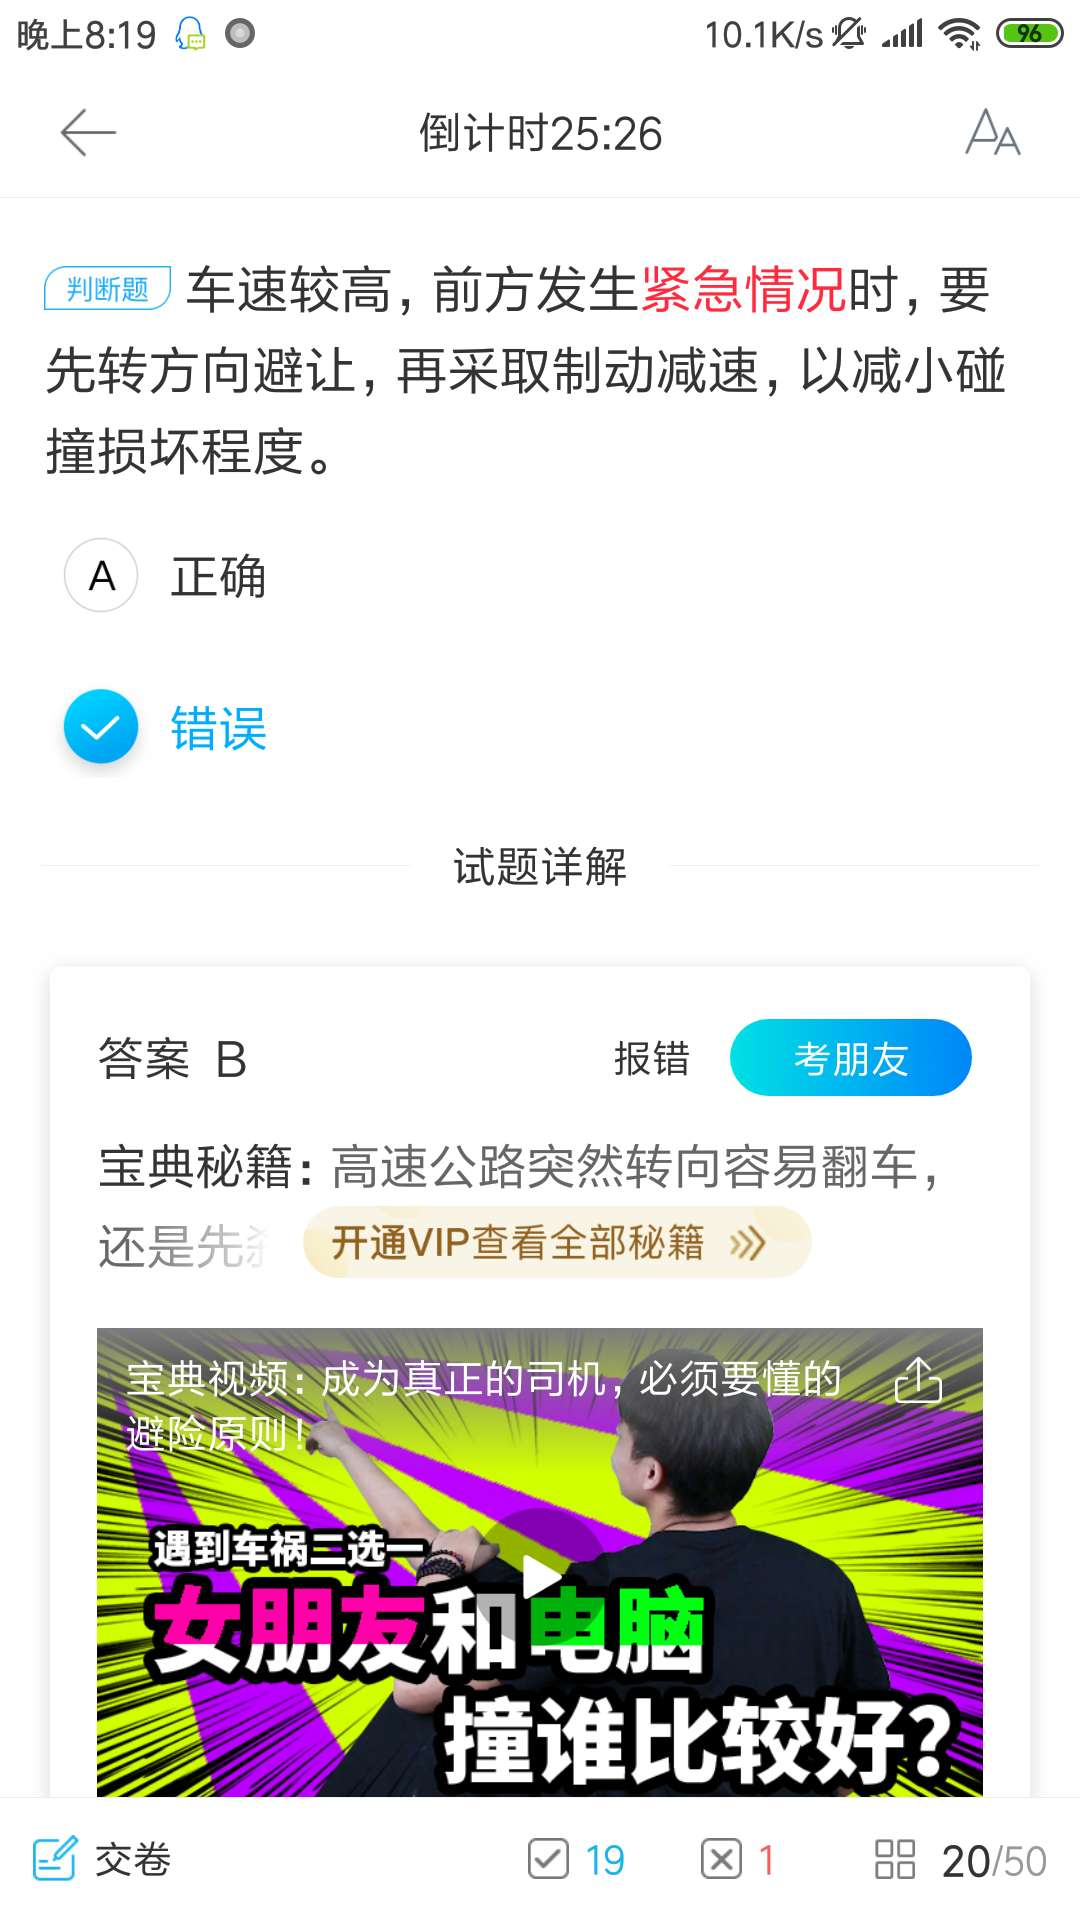 晚上8:19
10.1K/s
96
倒计时25:26
判断题 车速较高，前方发生紧急情况时，要
先转方向避让，再采取制动减速，以减小碰
撞损坏程度。
A 正确
错误
试题详解
答案 B
报错
考朋友
宝典秘籍：高速公路突然转向容易翻车，
还是先
开通VIP查看全部秘籍
宝典视频：成为真正的司机，必须要懂的
避险原则！
遇到车祸二选一
女朋友和电脑
撞谁比较好？
交卷
19
1
20/50